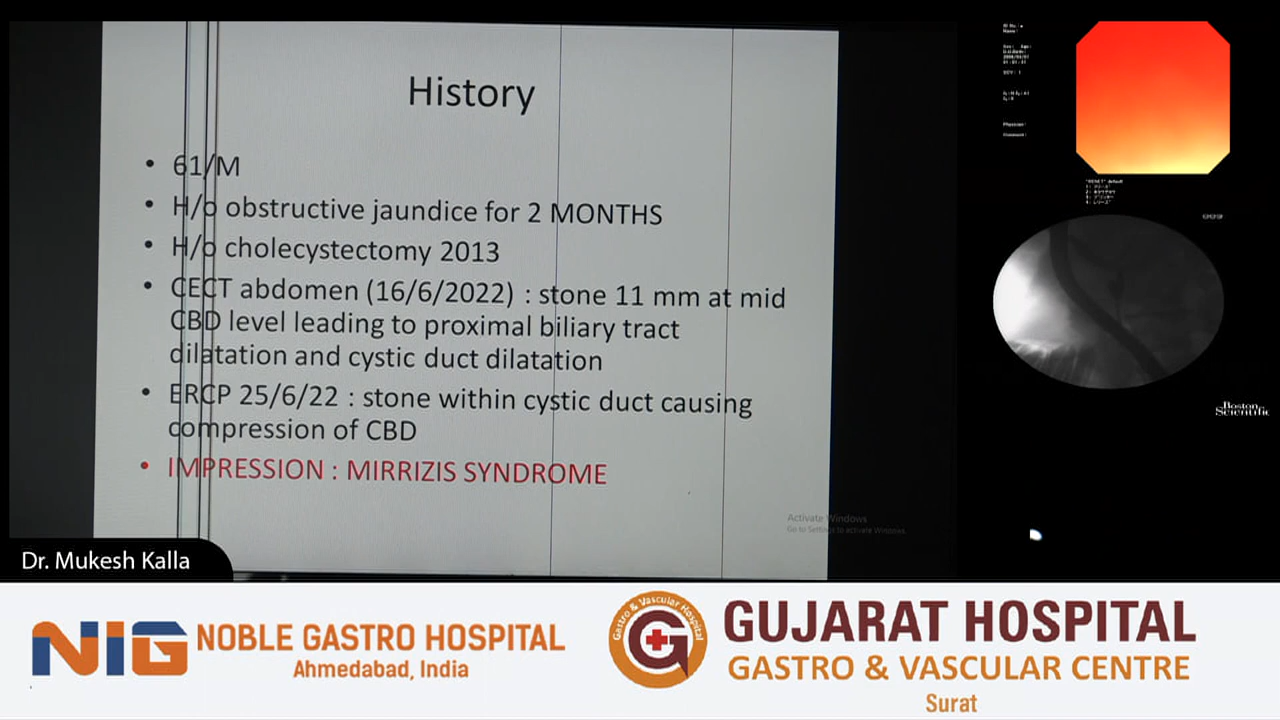 History
• 61/M
• H/o obstructive jaundice for 2 MONTHS
• H/o cholecystectomy 2013
• CECT abdomen (16/6/2022) : stone 11 mm at mid
CBD level leading to proximal biliary tract
dilatation and cystic duct dilatation
• ERCP 25/6/22 : stone within cystic duct causing
compression of CBD
• IMPRESSION : MIRRIZIS SYNDROME
Activate Windows
Go to Settings to activate Windows.
Boston
Scientific
Dr. Mukesh Kalla
NIG NOBLE GASTRO HOSPITAL
Ahmedabad, India
Gastro & Vascular Hospital
G
GUJARAT HOSPITAL
GASTRO & VASCULAR CENTRE
Surat